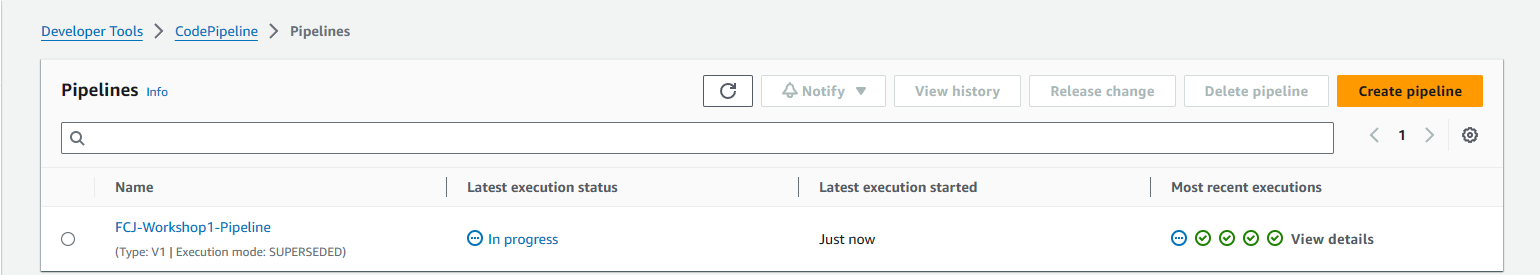 Developer Tools > CodePipeline > Pipelines
Pipelines Info Notify View history Release change Delete pipeline Create pipeline
1
Name Latest execution status Latest execution started Most recent executions
FCJ-Workshop1-Pipeline
(Type: V1 | Execution mode: SUPERSEDED)
In progress Just now View details